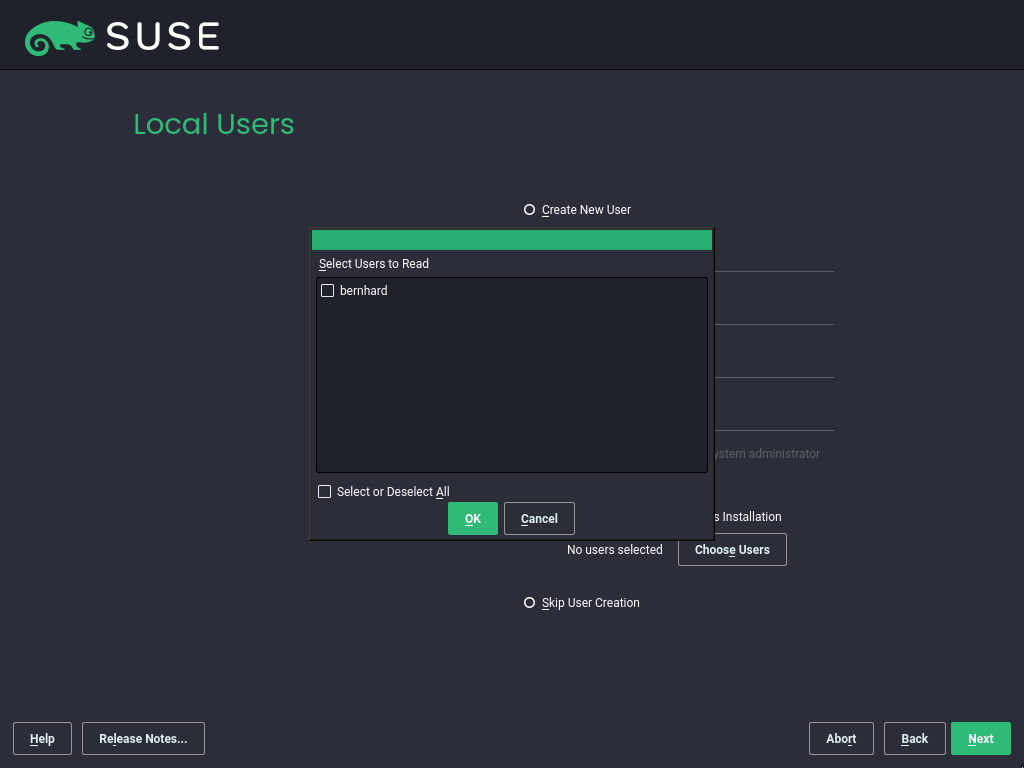 SUSE
Local Users
Create New User
Select Users to Read
bernhard
ystem administrator
Select or Deselect All
OK Cancel
s Installation
No users selected Choose Users
Skip User Creation
Help Release Notes... Abort Back Next